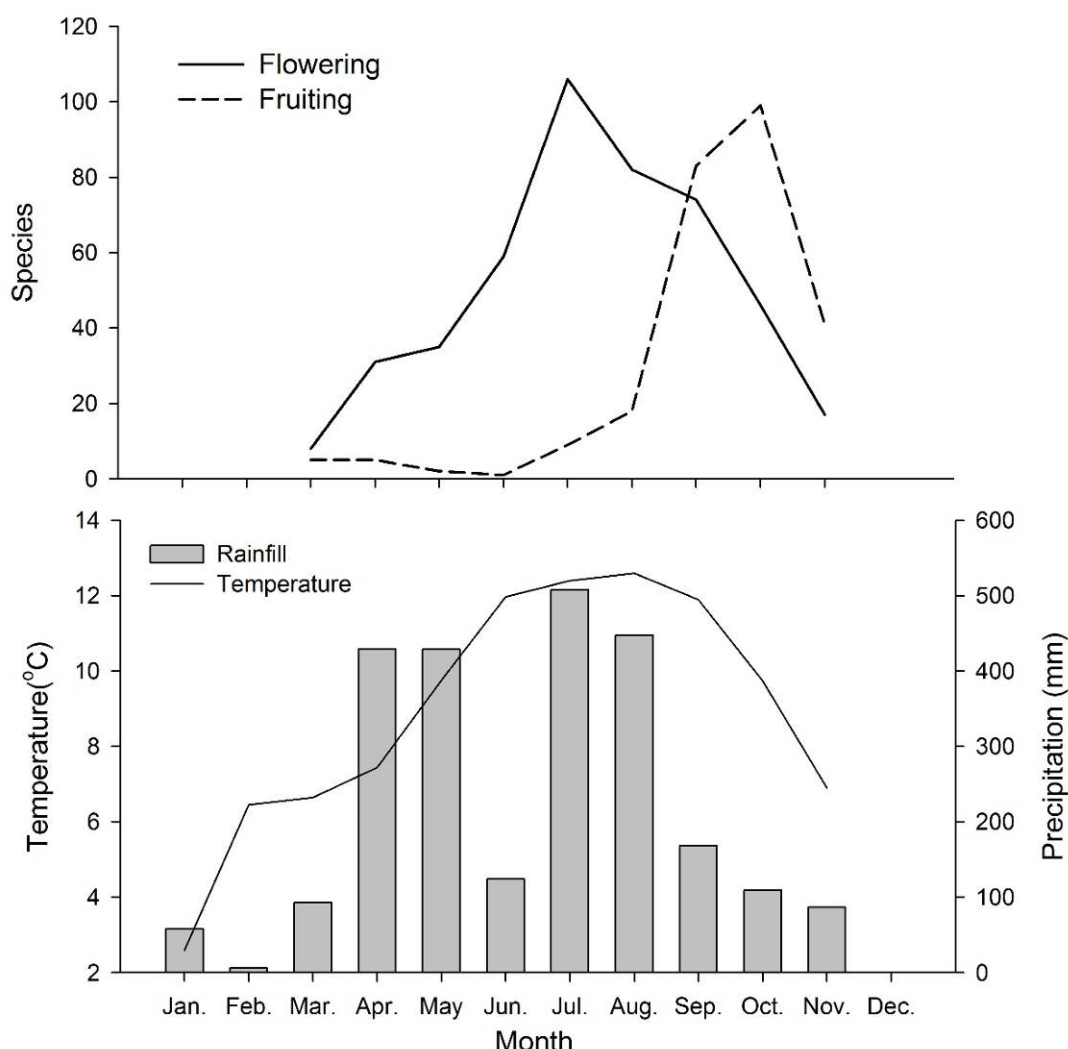 120
100
80
60
40
20
0
Species
Flowering
Fruiting
14
12
10
8
6
4
2
Temperature(°C)
Rainfill
Temperature
600
500
400
300
200
100
0
Precipitation (mm)
Jan. Feb. Mar. Apr. May Jun. Jul. Aug. Sep. Oct. Nov. Dec.
Month